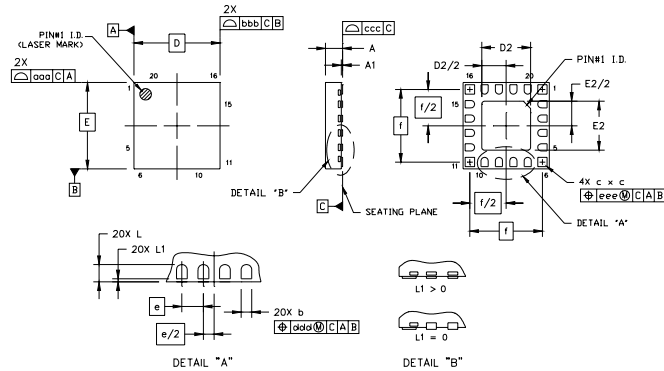 2X
⌓ bbb C B
A
D
PIN#1 I.D.
(LASER MARK)
2X
⌓ aaa C A
20
16
1
15
E
5
11
6
10
B
⌓ ccc C
A
A1
DETAIL "B"
C
SEATING PLANE
D2
D2/2
16
20
PIN#1 I.D.
1
15
E2/2
f/2
f
E2
5
11
10
6
f/2
f
4X c x c
⌖ eee Ⓜ C A B
DETAIL "A"
20X L
20X L1
e
e/2
20X b
⌖ ddd Ⓜ C A B
DETAIL "A"
L1 > 0
L1 = 0
DETAIL "B"